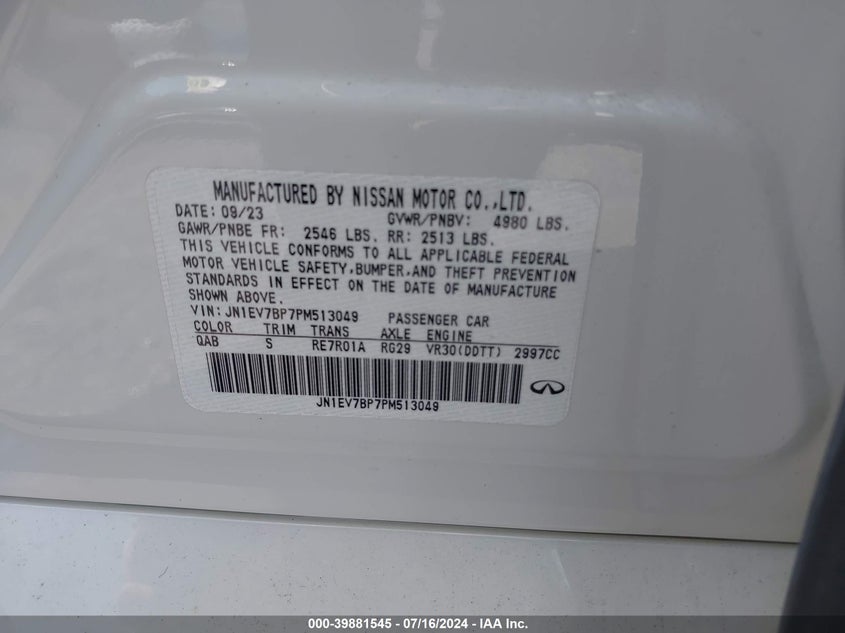 MANUFACTURED BY NISSAN MOTOR CO.,LTD.
DATE: 09/23 GVWR/PNBV: 4980 LBS.
GAWR/PNBE FR: 2546 LBS. RR: 2513 LBS.
THIS VEHICLE CONFORMS TO ALL APPLICABLE FEDERAL
MOTOR VEHICLE SAFETY,BUMPER,AND THEFT PREVENTION
STANDARDS IN EFFECT ON THE DATE OF MANUFACTURE
SHOWN ABOVE.
VIN: JN1EV7BP7PM513049 PASSENGER CAR
COLOR TRIM TRANS AXLE ENGINE
QAB S RE7R01A RG29 VR30(DDTT) 2997CC
JN1EV7BP7PM513049
000-39881545 / 07/16/2024 - IAA Inc.